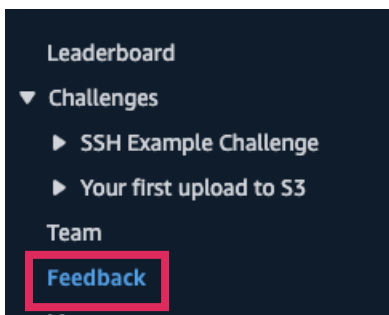 Leaderboard
Challenges
SSH Example Challenge
Your first upload to S3
Team
Feedback